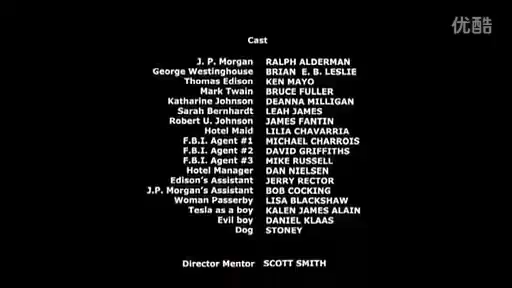 优酷
Cast
J. P. Morgan RALPH ALDERMAN
George Westinghouse BRIAN E. B. LESLIE
Thomas Edison KEN MAYO
Mark Twain BRUCE FULLER
Katharine Johnson DEANNA MILLIGAN
Sarah Bernhardt LEAH JAMES
Robert U. Johnson JAMES FANTIN
Hotel Maid LILIA CHAVARRIA
F.B.I. Agent #1 MICHAEL CHARROIS
F.B.I. Agent #2 DAVID GRIFFITHS
F.B.I. Agent #3 MIKE RUSSELL
Hotel Manager DAN NIELSEN
Edison's Assistant JERRY RECTOR
J.P. Morgan's Assistant BOB COCKING
Woman Passerby LISA BLACKSHAW
Tesla as a boy KALEN JAMES ALAIN
Evil boy DANIEL KLAAS
Dog STONEY
Director Mentor SCOTT SMITH